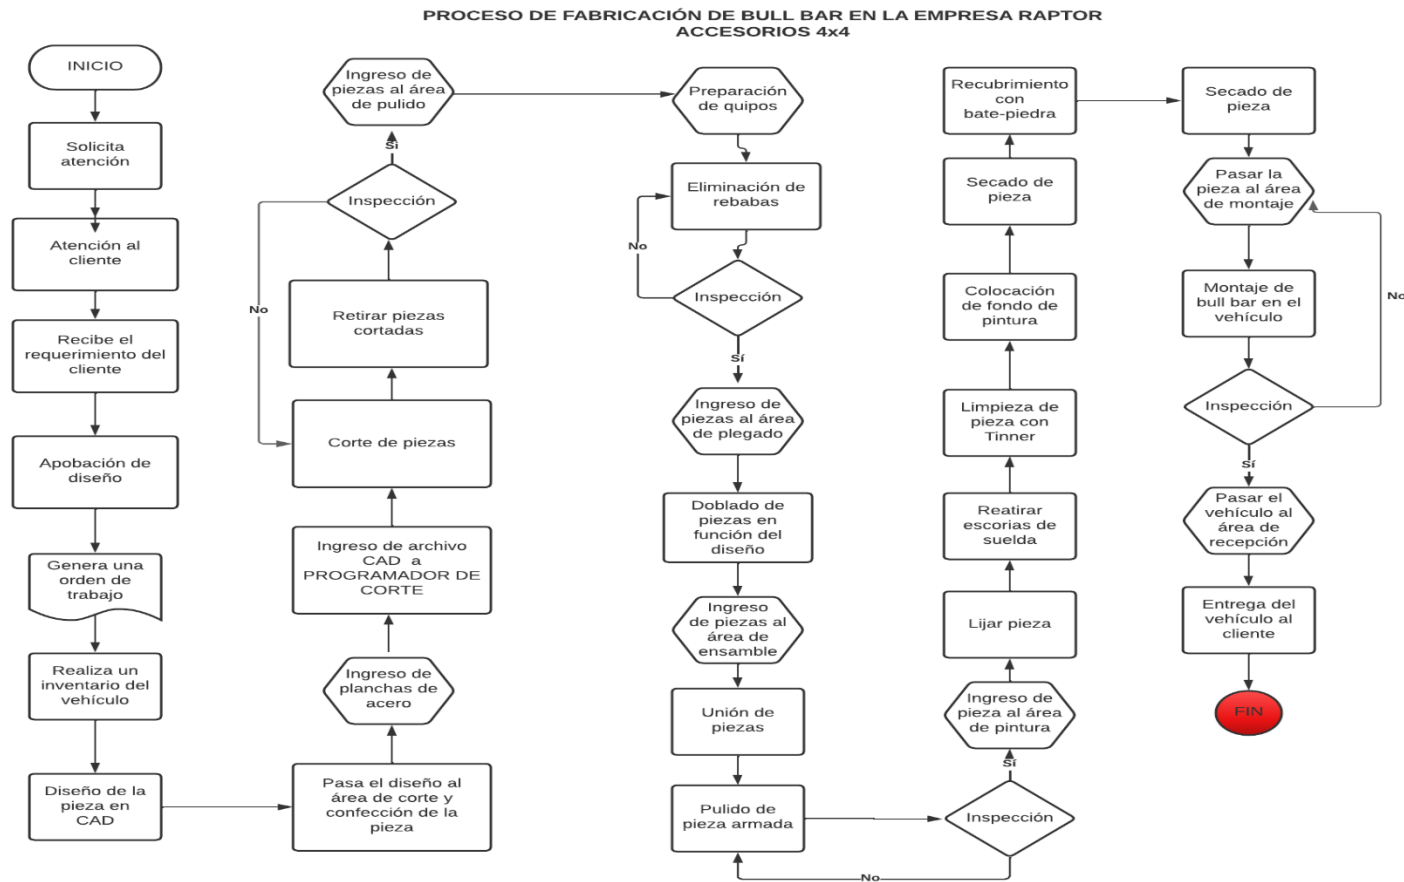 PROCESO DE FABRICACIÓN DE BULL BAR EN LA EMPRESA RAPTOR
ACCESORIOS 4x4
INICIO
Solicita
atención
Atención al
cliente
Recibe el
requerimiento del
cliente
Apobación de
diseño
Genera una
orden de
trabajo
Realiza un
inventario del
vehículo
Diseño de la
pieza en
CAD
Pasa el diseño al
área de corte y
confección de la
pieza
Ingreso de
planchas de
acero
Ingreso de archivo
CAD a
PROGRAMADOR DE
CORTE
Corte de piezas
Retirar piezas
cortadas
Inspección
No
Sí
Ingreso de
piezas al área
de pulido
Preparación
de quipos
Eliminación de
rebabas
No
Inspección
Sí
Ingreso de
piezas al área
de plegado
Doblado de
piezas en
función del
diseño
Ingreso
de piezas al
área de
ensamble
Unión de
piezas
Pulido de
pieza armada
Inspección
No
Sí
Ingreso de
pieza al área
de pintura
Lijar pieza
Reatirar
escorias de
suelda
Limpieza de
pieza con
Tinner
Colocación
de fondo de
pintura
Secado de
pieza
Recubrimiento
con
bate-piedra
Secado de
pieza
Pasar la
pieza al área
de montaje
Montaje de
bull bar en el
vehículo
Inspección
No
Sí
Pasar el
vehículo al
área de
recepción
Entrega del
vehículo al
cliente
FIN